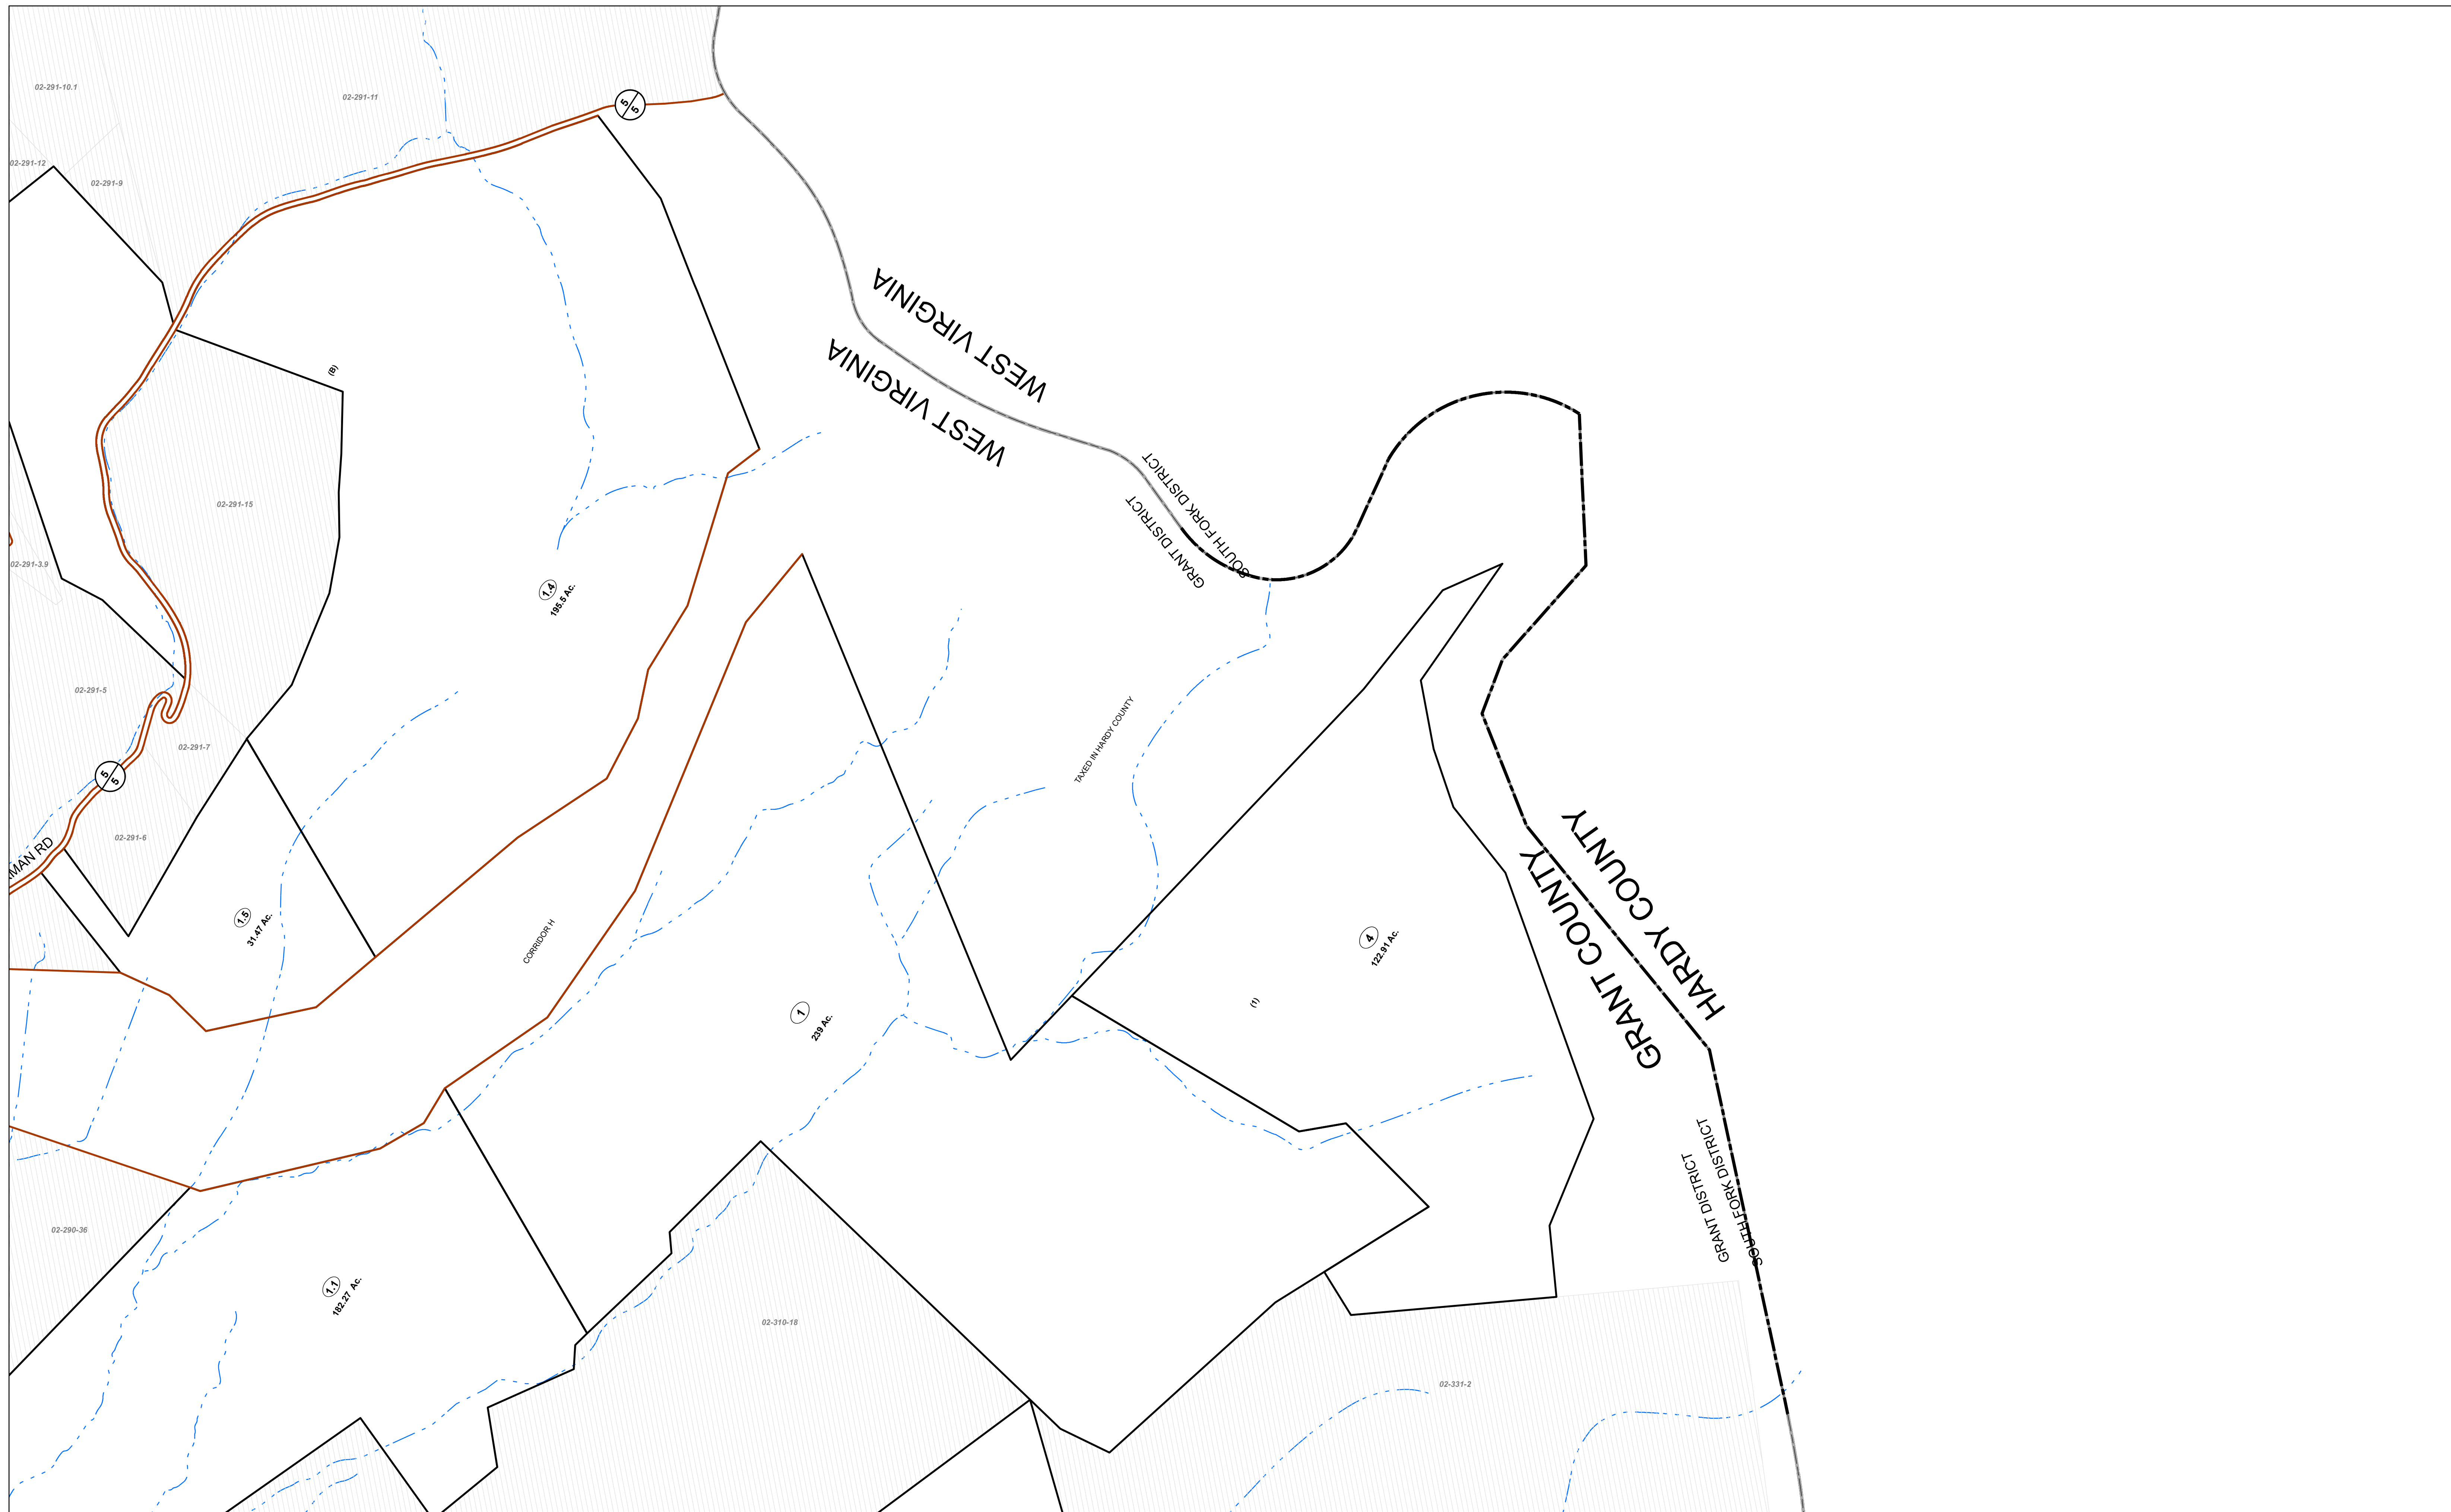 02-291-10.1
02-291-11
5
5
02-291-12
02-291-9
WEST VIRGINIA
WEST VIRGINIA
(B)
SOUTH FORK DISTRICT
GRANT DISTRICT
02-291-15
02-291-3.9
1.4
195.5 Ac.
02-291-5
02-291-7
TAXED IN HARDY COUNTY
5
5
02-291-6
MAN RD
HARDY COUNTY
GRANT COUNTY
1.5
31.47 Ac.
CORRIDOR H
4
122.91 Ac.
(1)
1
239 Ac.
GRANT DISTRICT
SOUTH FORK DISTRICT
02-290-36
1.1
182.27 Ac.
02-310-18
02-331-2